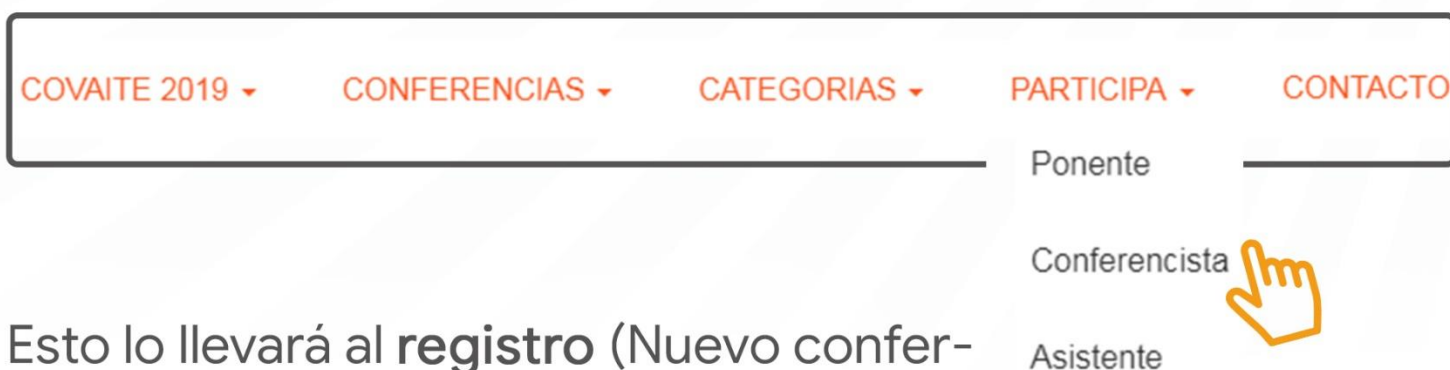 COVAITE 2019 CONFERENCIAS CATEGORIAS PARTICIPA CONTACTO
Ponente
Conferencista
Asistente
Esto lo llevará al registro (Nuevo confer-